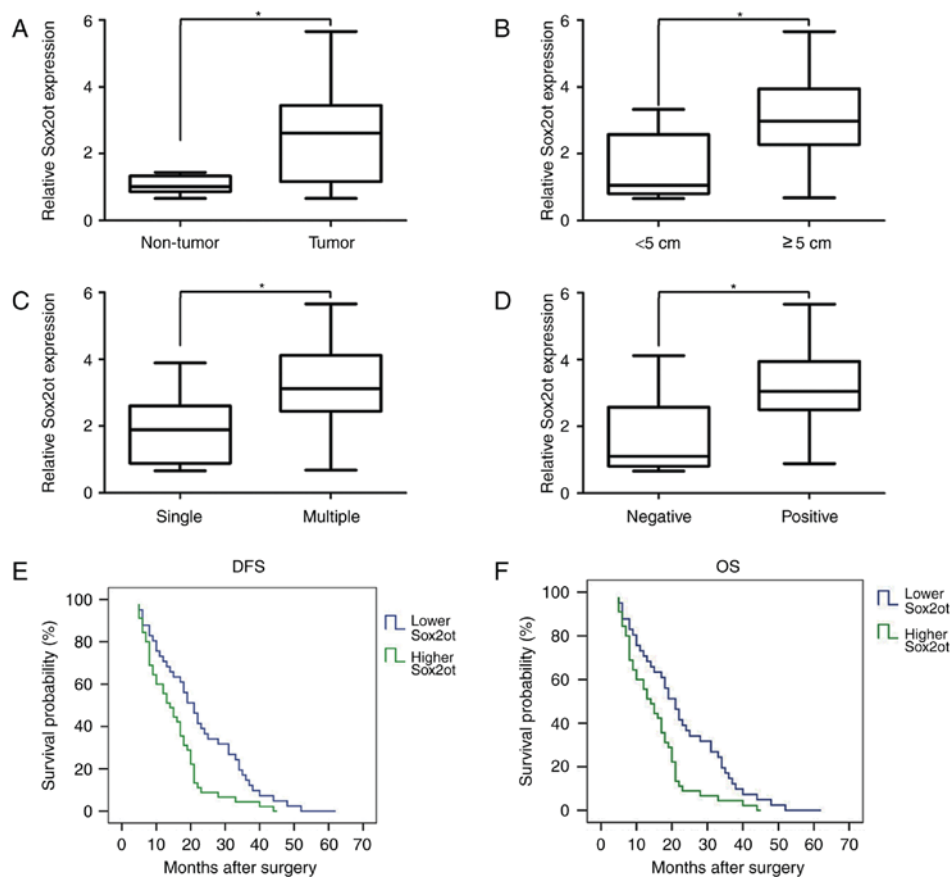 A
Relative Sox2ot expression
6
4
2
0
*
Non-tumor
Tumor
B
Relative Sox2ot expression
6
4
2
0
*
<5 cm
≥5 cm
C
Relative Sox2ot expression
6
4
2
0
*
Single
Multiple
D
Relative Sox2ot expression
6
4
2
0
*
Negative
Positive
E
DFS
Survival probability (%)
100
80
60
40
20
0
0 10 20 30 40 50 60 70
Months after surgery
Lower
Sox2ot
Higher
Sox2ot
F
OS
Survival probability (%)
100
80
60
40
20
0
0 10 20 30 40 50 60 70
Months after surgery
Lower
Sox2ot
Higher
Sox2ot